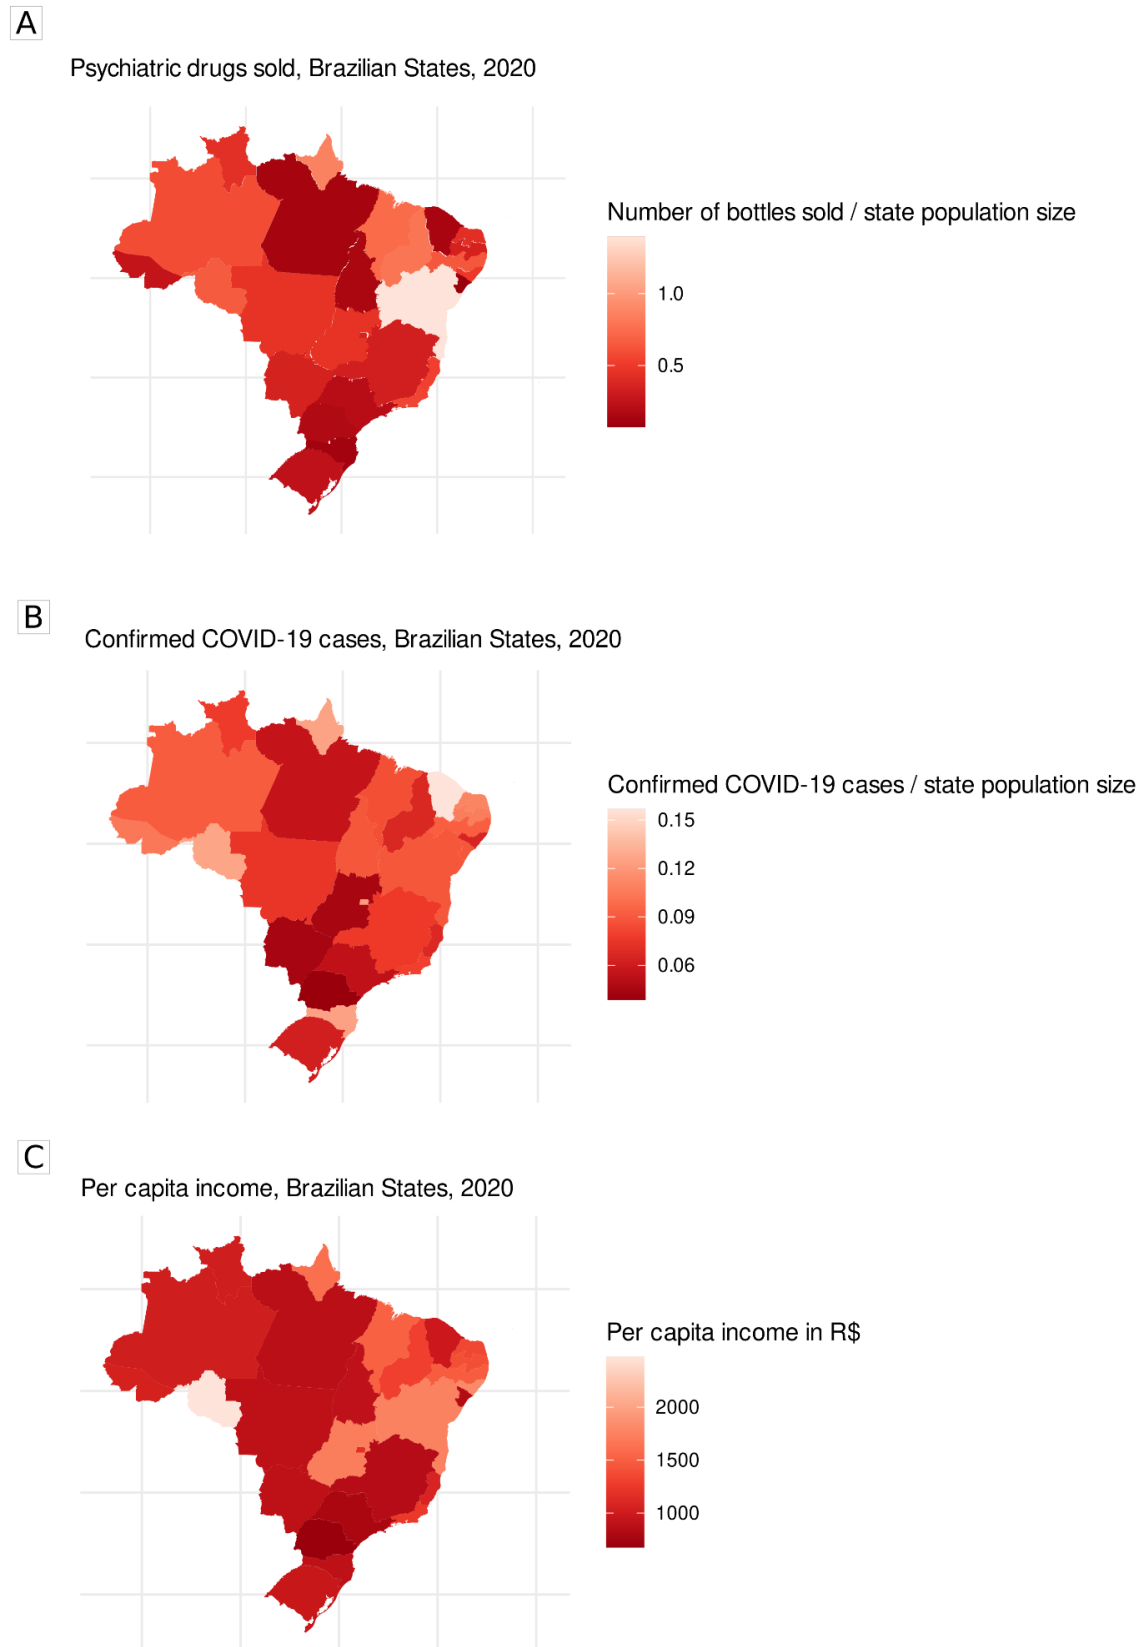 A
Psychiatric drugs sold, Brazilian States, 2020
Number of bottles sold / state population size
1.0
0.5
B
Confirmed COVID-19 cases, Brazilian States, 2020
Confirmed COVID-19 cases / state population size
0.15
0.12
0.09
0.06
C
Per capita income, Brazilian States, 2020
Per capita income in R$
2000
1500
1000